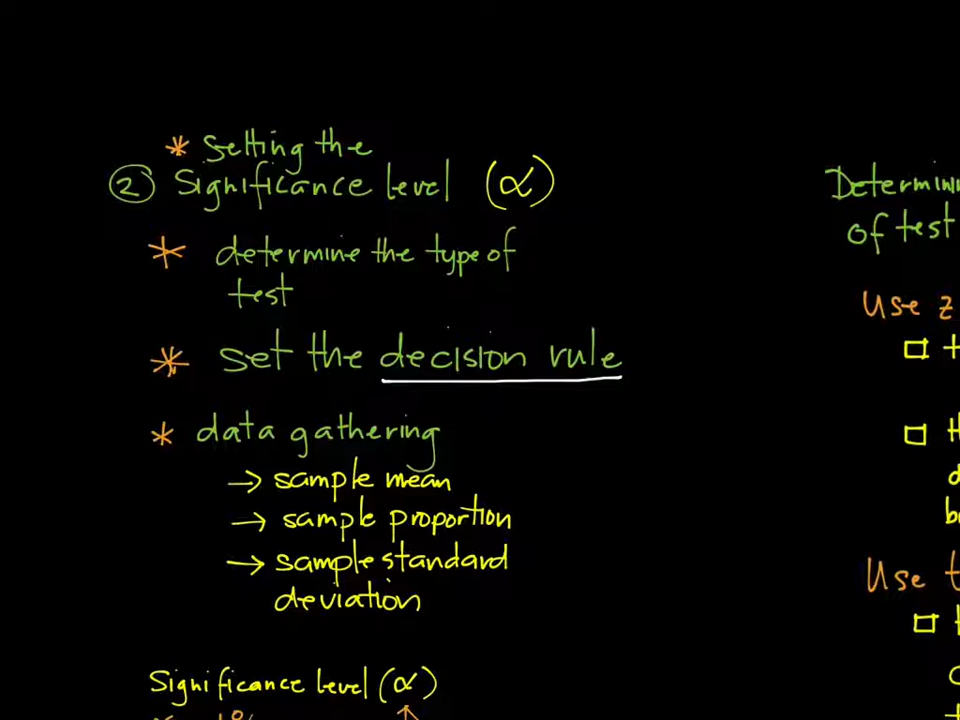 * Setting the
② Significance level (α)
* determine the type of
test
* set the decision rule
* data gathering
→ sample mean
→ sample proportion
→ sample standard
deviation
Significance level (α)
of test
Use z
Use t